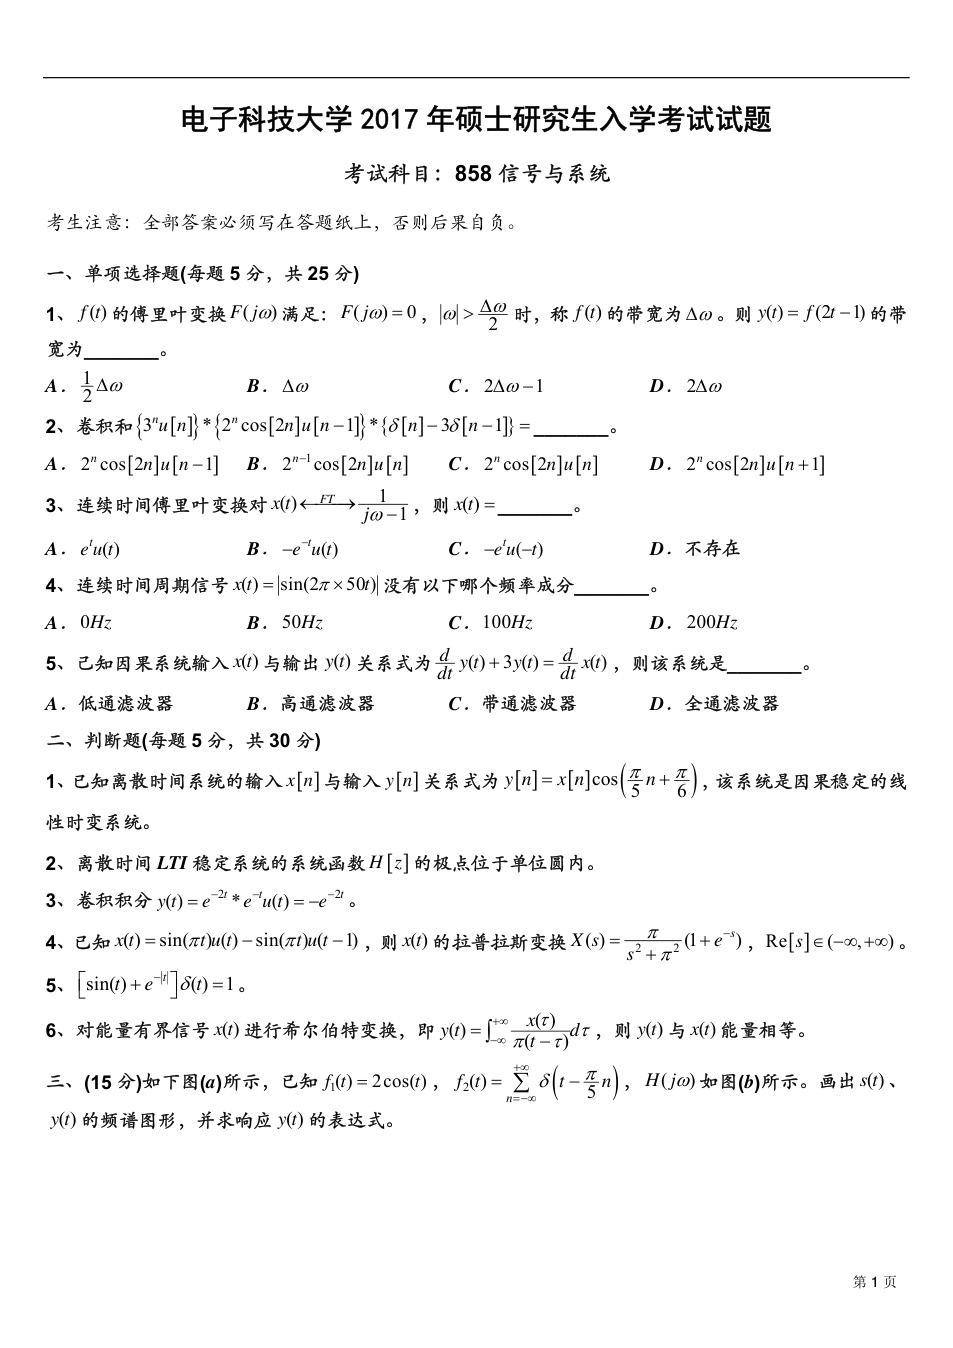 电子科技大学 2017 年硕士研究生入学考试试题
考试科目：858 信号与系统
考生注意：全部答案必须写在答题纸上，否则后果自负。
一、单项选择题(每题 5 分，共 25 分)
1、 f(t) 的傅里叶变换 F(jω) 满足： F(jω) = 0 ， |ω| > Δω/2 时，称 f(t) 的带宽为 Δω 。则 y(t) = f(2t − 1) 的带
宽为________。
A． 1/2 Δω B． Δω C． 2Δω − 1 D． 2Δω
2、卷积和 {3ⁿu[n]} * {2ⁿ cos[2n]u[n − 1]} * {δ[n] − 3δ[n − 1]} = ________。
A． 2ⁿ cos[2n]u[n − 1] B． 2ⁿ⁻¹ cos[2n]u[n] C． 2ⁿ cos[2n]u[n] D． 2ⁿ cos[2n]u[n + 1]
3、连续时间傅里叶变换对 x(t) ←FT→ 1/(jω − 1) ，则 x(t) = ________。
A． eᵗu(t) B． −e⁻ᵗu(t) C． −eᵗu(−t) D．不存在
4、连续时间周期信号 x(t) = |sin(2π × 50t)| 没有以下哪个频率成分________。
A． 0Hz B． 50Hz C． 100Hz D． 200Hz
5、已知因果系统输入 x(t) 与输出 y(t) 关系式为 d/dt y(t) + 3y(t) = d/dt x(t) ，则该系统是________。
A．低通滤波器 B．高通滤波器 C．带通滤波器 D．全通滤波器
二、判断题(每题 5 分，共 30 分)
1、已知离散时间系统的输入 x[n] 与输入 y[n] 关系式为 y[n] = x[n]cos(π/5 n + π/6) ，该系统是因果稳定的线
性时变系统。
2、离散时间 LTI 稳定系统的系统函数 H[z] 的极点位于单位圆内。
3、卷积积分 y(t) = e⁻²ᵗ * e⁻ᵗu(t) = −e⁻²ᵗ 。
4、已知 x(t) = sin(πt)u(t) − sin(πt)u(t − 1) ，则 x(t) 的拉普拉斯变换 X(s) = π/(s² + π²) (1 + e⁻ˢ) ， Re[s] ∈ (−∞, +∞) 。
5、 [sin(t) + e^(−|t|)]δ(t) = 1 。
6、对能量有界信号 x(t) 进行希尔伯特变换，即 y(t) = ∫_{−∞}^{+∞} x(τ)/(π(t − τ)) dτ ，则 y(t) 与 x(t) 能量相等。
三、(15 分)如下图(a)所示，已知 f₁(t) = 2cos(t) ， f₂(t) = ∑_{n=−∞}^{+∞} δ(t − π/5 n) ， H(jω) 如图(b)所示。画出 s(t) 、
y(t) 的频谱图形，并求响应 y(t) 的表达式。
第 1 页